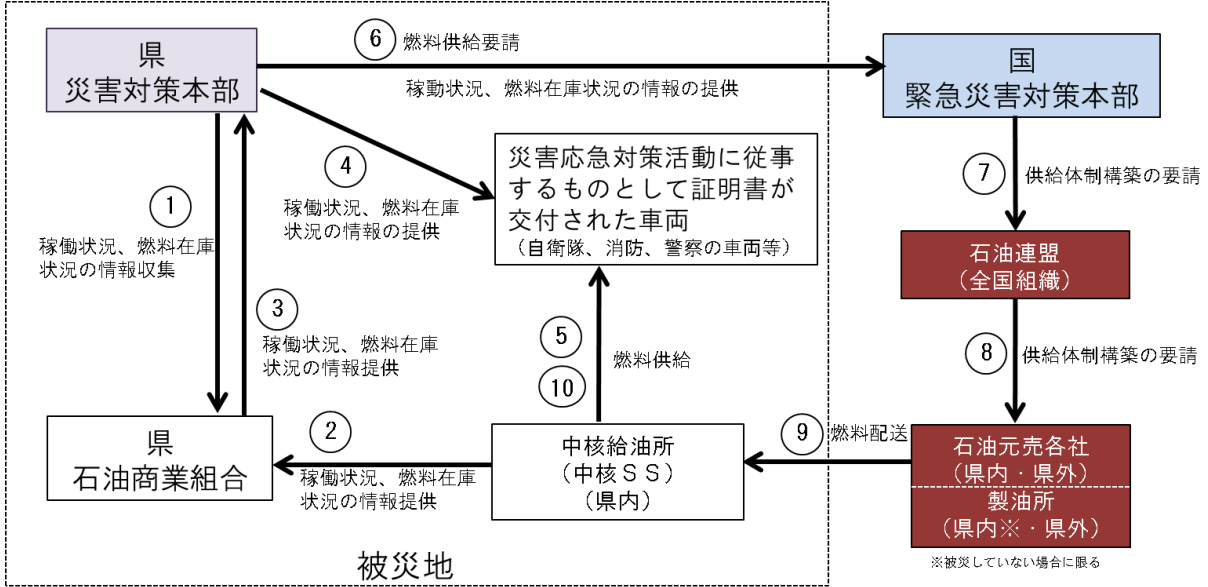 県
災害対策本部
⑥
燃料供給要請
稼動状況、燃料在庫状況の情報の提供
国
緊急災害対策本部
①
稼働状況、燃料在庫
状況の情報収集
③
稼働状況、燃料在庫
状況の情報提供
④
稼働状況、燃料在庫
状況の情報の提供
災害応急対策活動に従事
するものとして証明書が
交付された車両
（自衛隊、消防、警察の車両等）
⑤
⑩
燃料供給
⑦
供給体制構築の要請
石油連盟
（全国組織）
⑧
供給体制構築の要請
県
石油商業組合
②
稼働状況、燃料在庫
状況の情報提供
中核給油所
（中核ＳＳ）
（県内）
⑨
燃料配送
石油元売各社
（県内・県外）
製油所
（県内※・県外）
※被災していない場合に限る
被災地